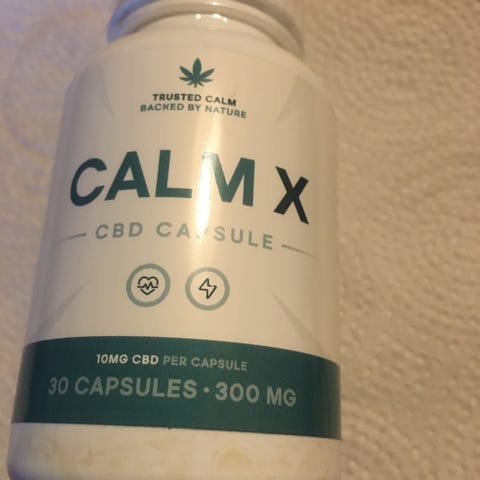 TRUSTED CALM
BACKED BY NATURE
CALM X
CBD CAPSULE
10MG CBD PER CAPSULE
30 CAPSULES • 300 MG